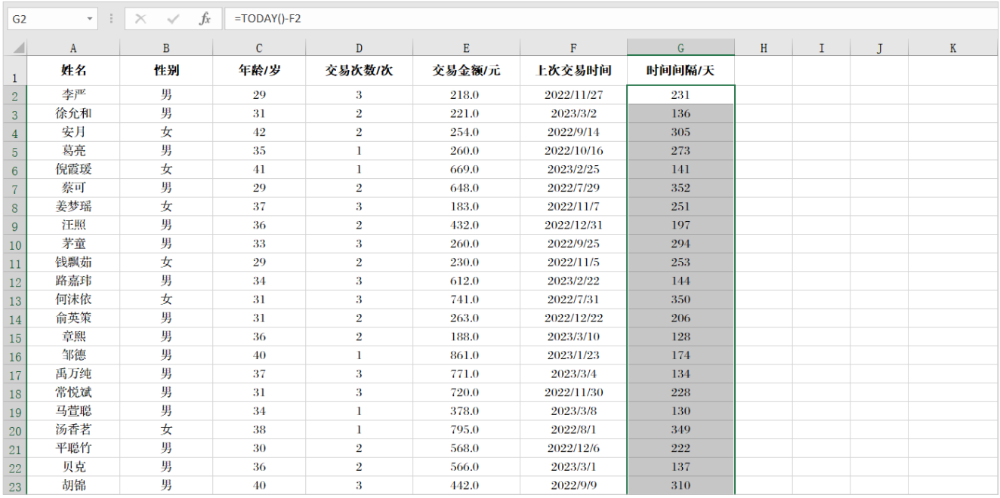 G2 fx =TODAY()-F2
A B C D E F G H I J K
1 姓名 性别 年龄/岁 交易次数/次 交易金额/元 上次交易时间 时间间隔/天
2 李严 男 29 3 218.0 2022/11/27 231
3 徐允和 男 31 2 221.0 2023/3/2 136
4 安月 女 42 2 254.0 2022/9/14 305
5 葛亮 男 35 1 260.0 2022/10/16 273
6 倪霞瑗 女 41 1 669.0 2023/2/25 141
7 蔡可 男 29 2 648.0 2022/7/29 352
8 姜梦瑶 女 37 3 183.0 2022/11/7 251
9 汪照 男 36 2 432.0 2022/12/31 197
10 茅童 男 33 3 260.0 2022/9/25 294
11 钱飘茹 女 29 2 230.0 2022/11/5 253
12 路嘉玮 男 34 3 612.0 2023/2/22 144
13 何沫依 女 31 3 741.0 2022/7/31 350
14 俞英策 男 31 2 263.0 2022/12/22 206
15 章熙 男 36 2 188.0 2023/3/10 128
16 邹德 男 40 1 861.0 2023/1/23 174
17 禹万纯 男 37 3 771.0 2023/3/4 134
18 常悦斌 男 31 3 720.0 2022/11/30 228
19 马萱聪 男 34 1 378.0 2023/3/8 130
20 汤香茗 女 38 1 795.0 2022/8/1 349
21 平聪竹 男 30 2 568.0 2022/12/6 222
22 贝克 男 36 2 566.0 2023/3/1 137
23 胡锦 男 40 3 442.0 2022/9/9 310